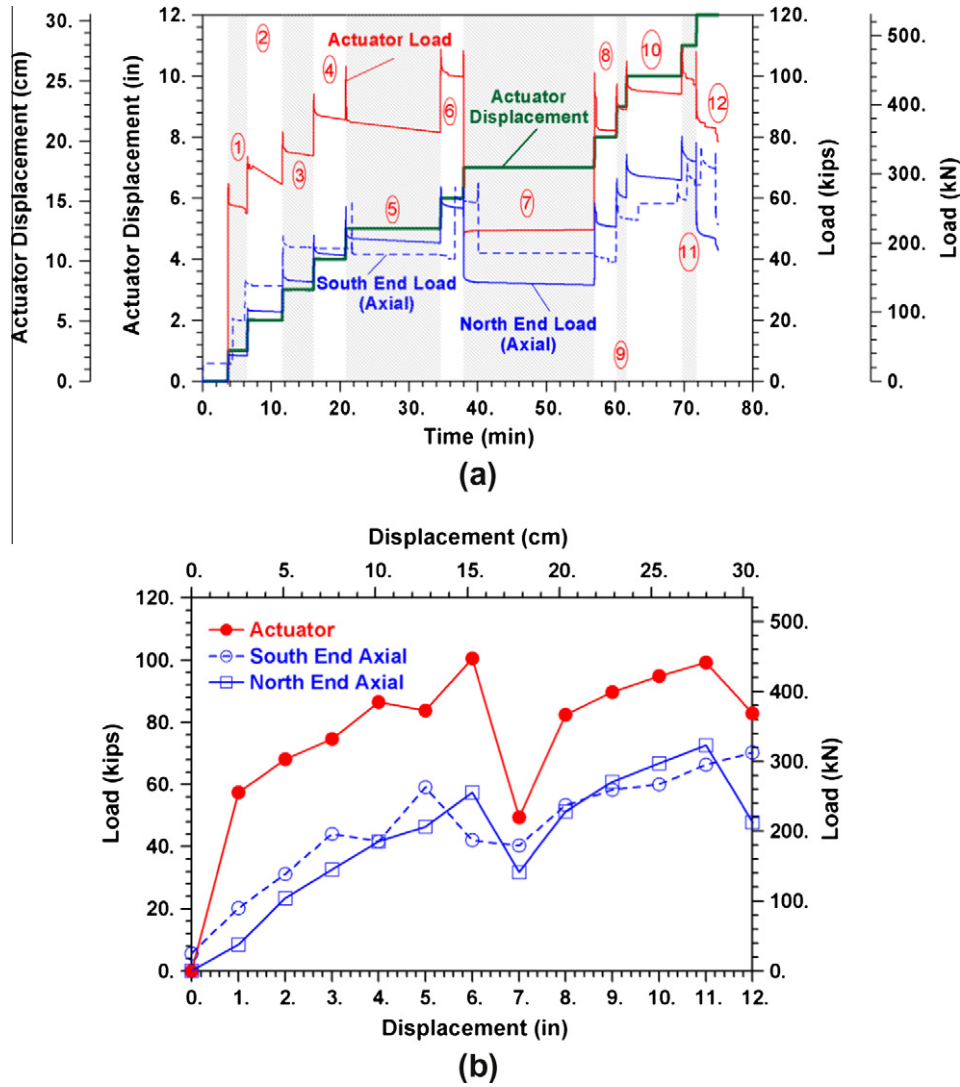 Actuator Displacement (cm)
30.
25.
20.
15.
10.
5.
0.
Actuator Displacement (in)
12.
10.
8.
6.
4.
2.
0.
1
2
3
4
5
6
7
8
9
10
11
12
Actuator Load
Actuator
Displacement
South End Load
(Axial)
North End Load
(Axial)
120.
100.
80.
60.
40.
20.
0.
Load (kips)
500.
400.
300.
200.
100.
0.
Load (kN)
0. 10. 20. 30. 40. 50. 60. 70. 80.
Time (min)
(a)
Displacement (cm)
0. 5. 10. 15. 20. 25. 30.
Load (kips)
120.
100.
80.
60.
40.
20.
0.
Actuator
South End Axial
North End Axial
500.
400.
300.
200.
100.
0.
Load (kN)
0. 1. 2. 3. 4. 5. 6. 7. 8. 9. 10. 11. 12.
Displacement (in)
(b)